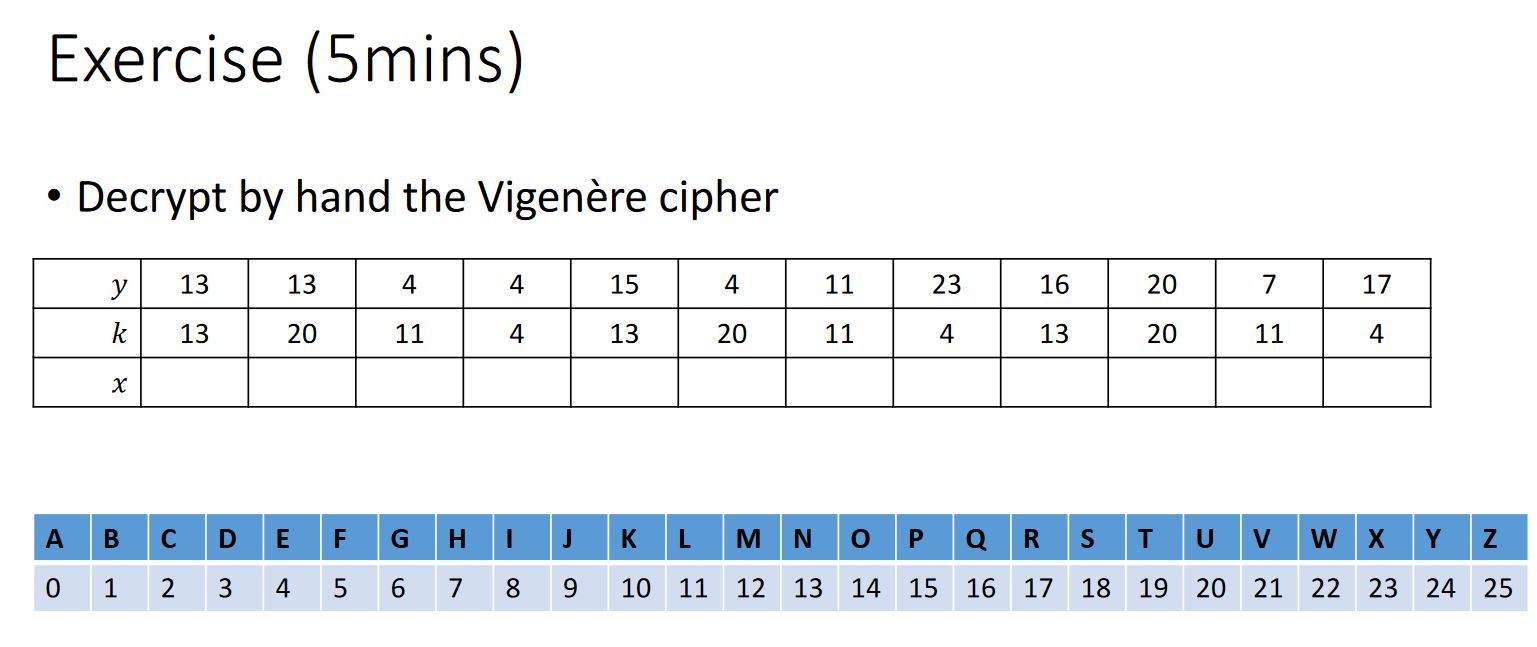 Exercise (5mins)
• Decrypt by hand the Vigenère cipher
y 13 13 4 4 15 4 11 23 16 20 7 17
k 13 20 11 4 13 20 11 4 13 20 11 4
x
A B C D E F G H I J K L M N O P Q R S T U V W X Y Z
0 1 2 3 4 5 6 7 8 9 10 11 12 13 14 15 16 17 18 19 20 21 22 23 24 25